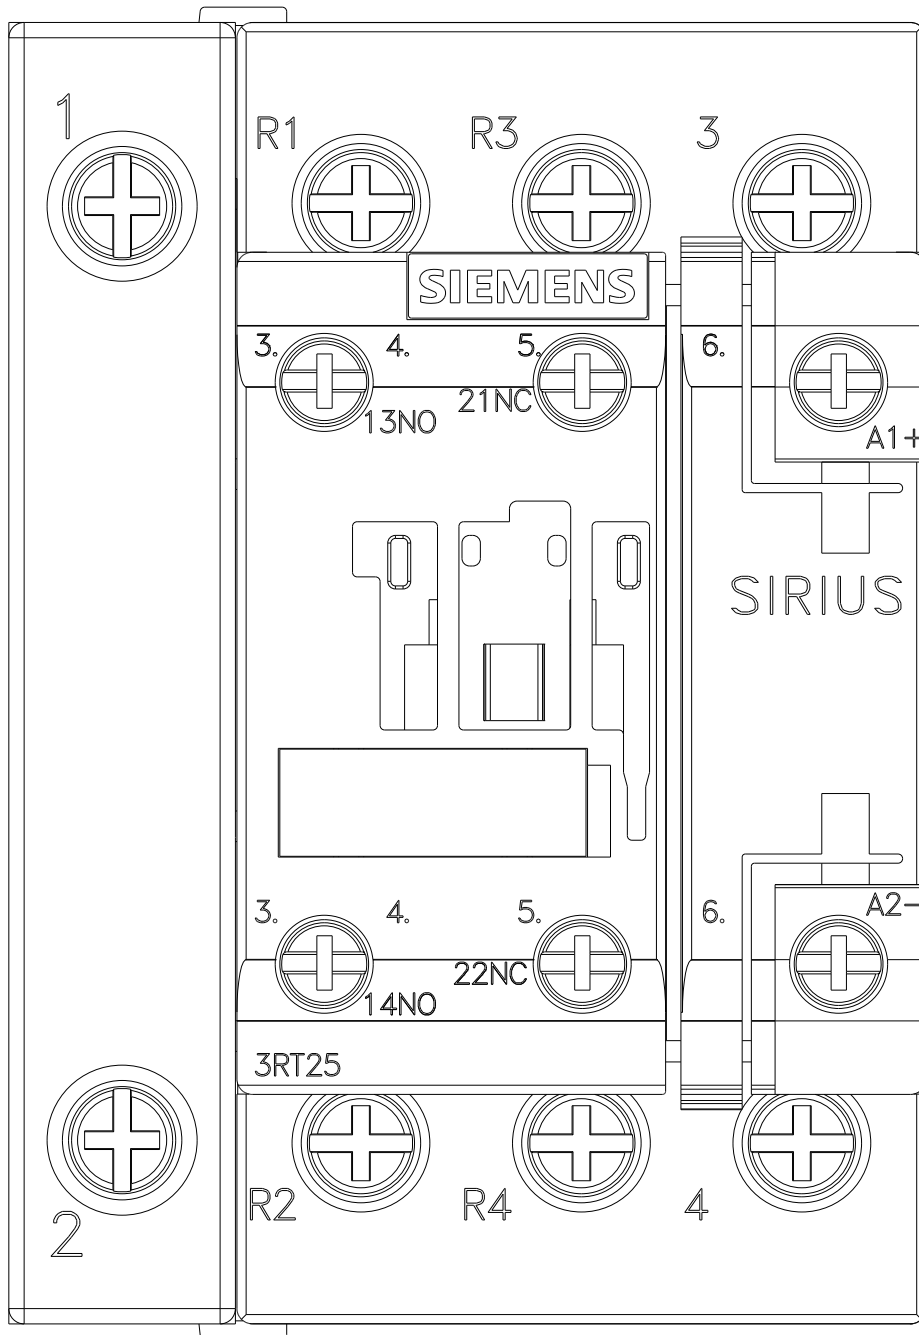 1
R1 R3 3
SIEMENS
3. 4. 5. 6.
13NO 21NC A1+
SIRIUS
3. 4. 5. 6. A2-
14NO 22NC
3RT25
R2 R4 4
2